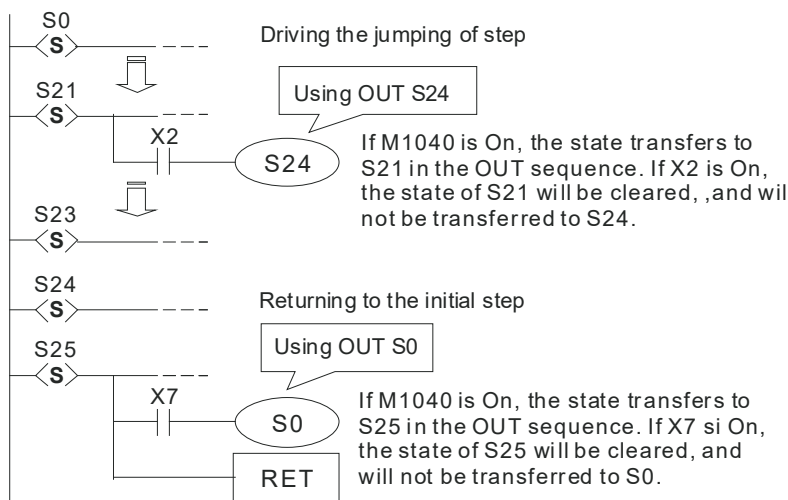 S0
S
Driving the jumping of step
S21
S
Using OUT S24
X2
S24
If M1040 is On, the state transfers to
S21 in the OUT sequence. If X2 is On,
the state of S21 will be cleared, ,and wil
not be transferred to S24.
S23
S
S24
S
Returning to the initial step
S25
S
Using OUT S0
X7
S0
If M1040 is On, the state transfers to
S25 in the OUT sequence. If X7 si On,
the state of S25 will be cleared, and
will not be transferred to S0.
RET